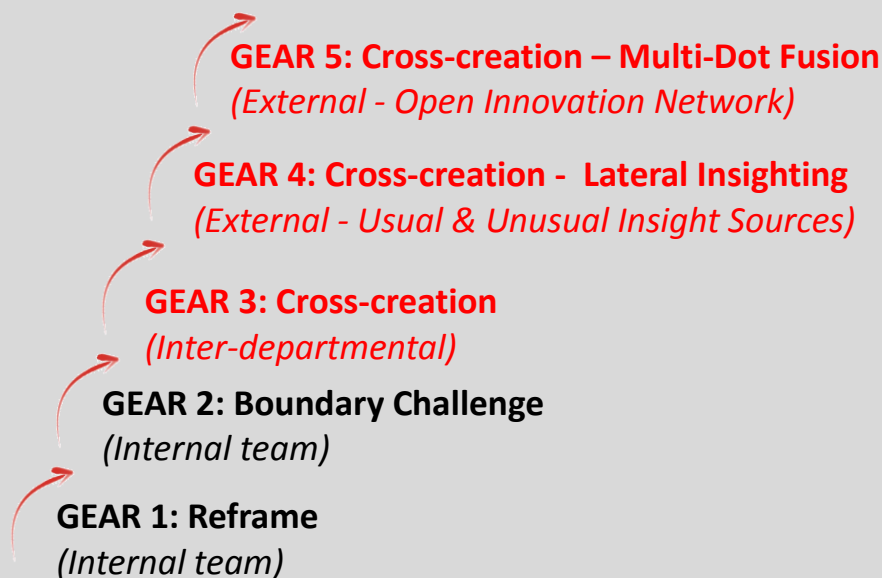 GEAR 5: Cross-creation – Multi-Dot Fusion
(External - Open Innovation Network)
GEAR 4: Cross-creation -  Lateral Insighting
(External - Usual & Unusual Insight Sources)
GEAR 3: Cross-creation
(Inter-departmental)
GEAR 2: Boundary Challenge
(Internal team)
GEAR 1: Reframe
(Internal team)